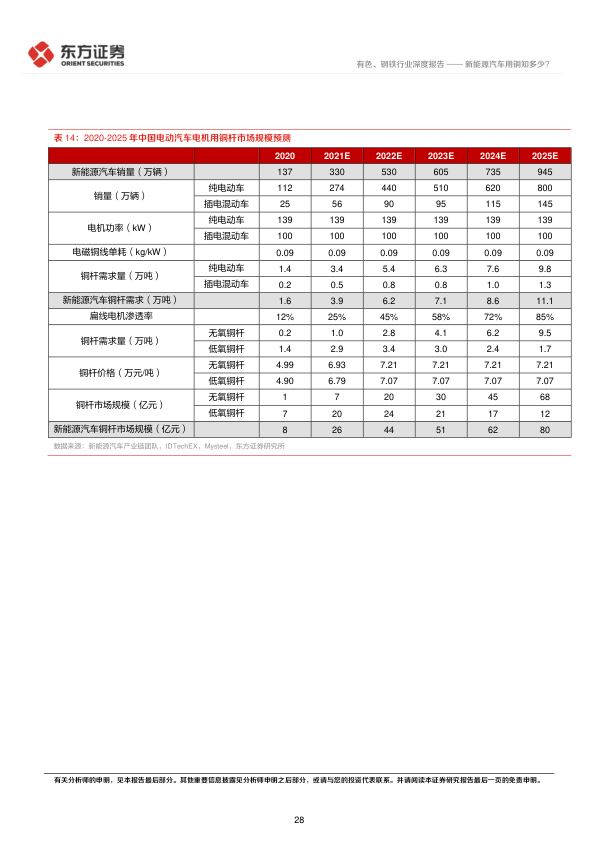 东方证券
ORIENT SECURITIES
有色、钢铁行业深度报告 —— 新能源汽车用铜知多少？
表 14：2020-2025 年中国电动汽车电机用铜杆市场规模预测
2020 2021E 2022E 2023E 2024E 2025E
新能源汽车销量（万辆） 137 330 530 605 735 945
销量（万辆） 纯电动车 112 274 440 510 620 800
插电混动车 25 56 90 95 115 145
电机功率（kW） 纯电动车 139 139 139 139 139 139
插电混动车 100 100 100 100 100 100
电磁铜线单耗（kg/kW） 0.09 0.09 0.09 0.09 0.09 0.09
铜杆需求量（万吨） 纯电动车 1.4 3.4 5.4 6.3 7.6 9.8
插电混动车 0.2 0.5 0.8 0.8 1.0 1.3
新能源汽车铜杆需求（万吨） 1.6 3.9 6.2 7.1 8.6 11.1
扁线电机渗透率 12% 25% 45% 58% 72% 85%
铜杆需求量（万吨） 无氧铜杆 0.2 1.0 2.8 4.1 6.2 9.5
低氧铜杆 1.4 2.9 3.4 3.0 2.4 1.7
铜杆价格（万元/吨） 无氧铜杆 4.99 6.93 7.21 7.21 7.21 7.21
低氧铜杆 4.90 6.79 7.07 7.07 7.07 7.07
铜杆市场规模（亿元） 无氧铜杆 1 7 20 30 45 68
低氧铜杆 7 20 24 21 17 12
新能源汽车铜杆市场规模（亿元） 8 26 44 51 62 80
数据来源：新能源汽车产业链团队，IDTechEX，Mysteel，东方证券研究所
有关分析师的申明，见本报告最后部分。其他重要信息披露见分析师申明之后部分，或请与您的投资代表联系。并请阅读本证券研究报告最后一页的免责申明。
28